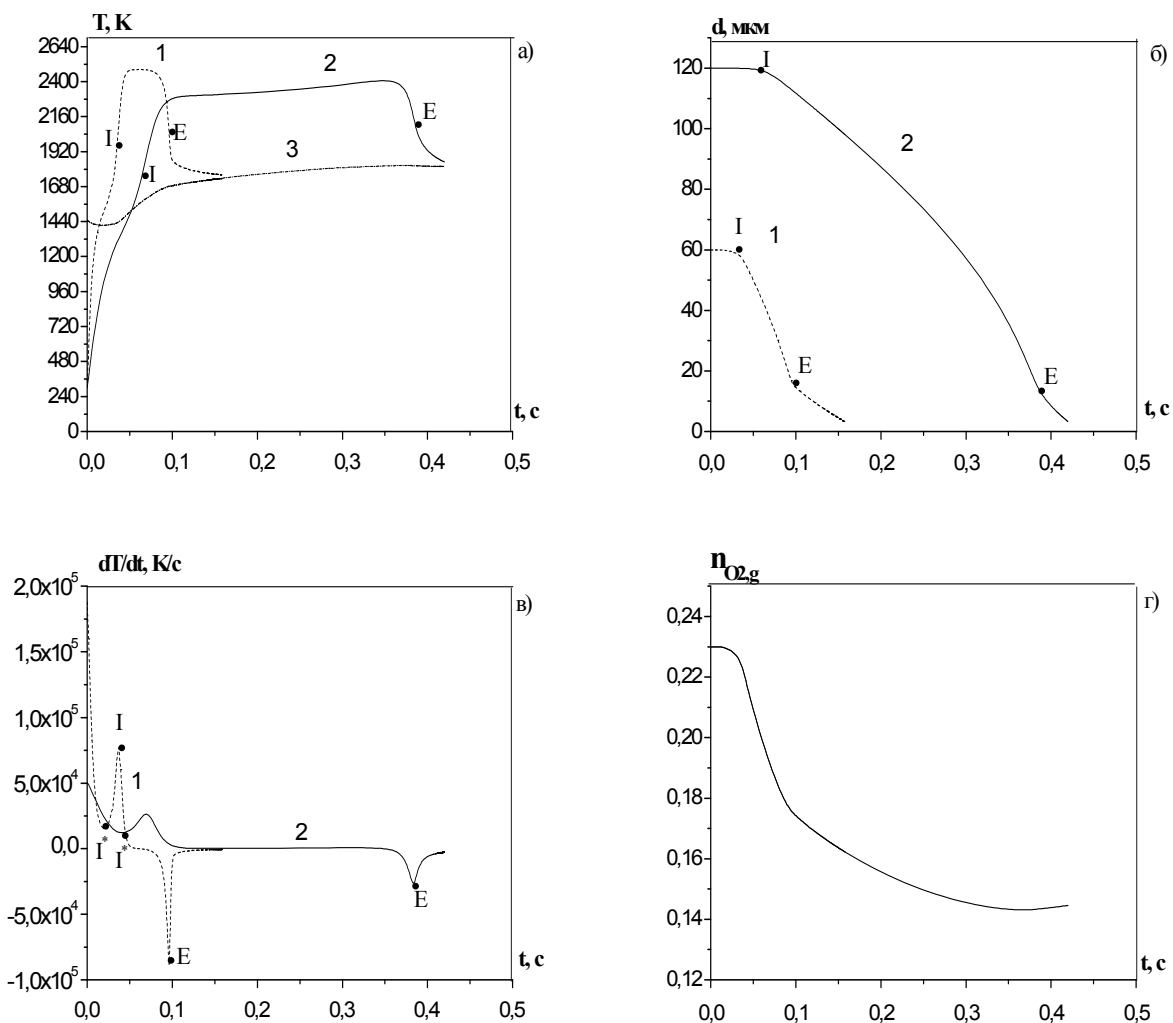 T, K
а)
2640
2400
2160
1920
1680
1440
1200
960
720
480
240
0
1
2
3
I
I
E
E
t, c
0,0 0,1 0,2 0,3 0,4 0,5
d, мкм
б)
120
100
80
60
40
20
0
I
2
I
1
E
E
t, c
0,0 0,1 0,2 0,3 0,4 0,5
dT/dt, K/c
в)
2,0x10⁵
1,5x10⁵
1,0x10⁵
5,0x10⁴
0,0
-5,0x10⁴
-1,0x10⁵
I
1
2
I*
I*
E
E
t, c
0,0 0,1 0,2 0,3 0,4 0,5
n O2,g
г)
0,24
0,22
0,20
0,18
0,16
0,14
0,12
t, c
0,0 0,1 0,2 0,3 0,4 0,5